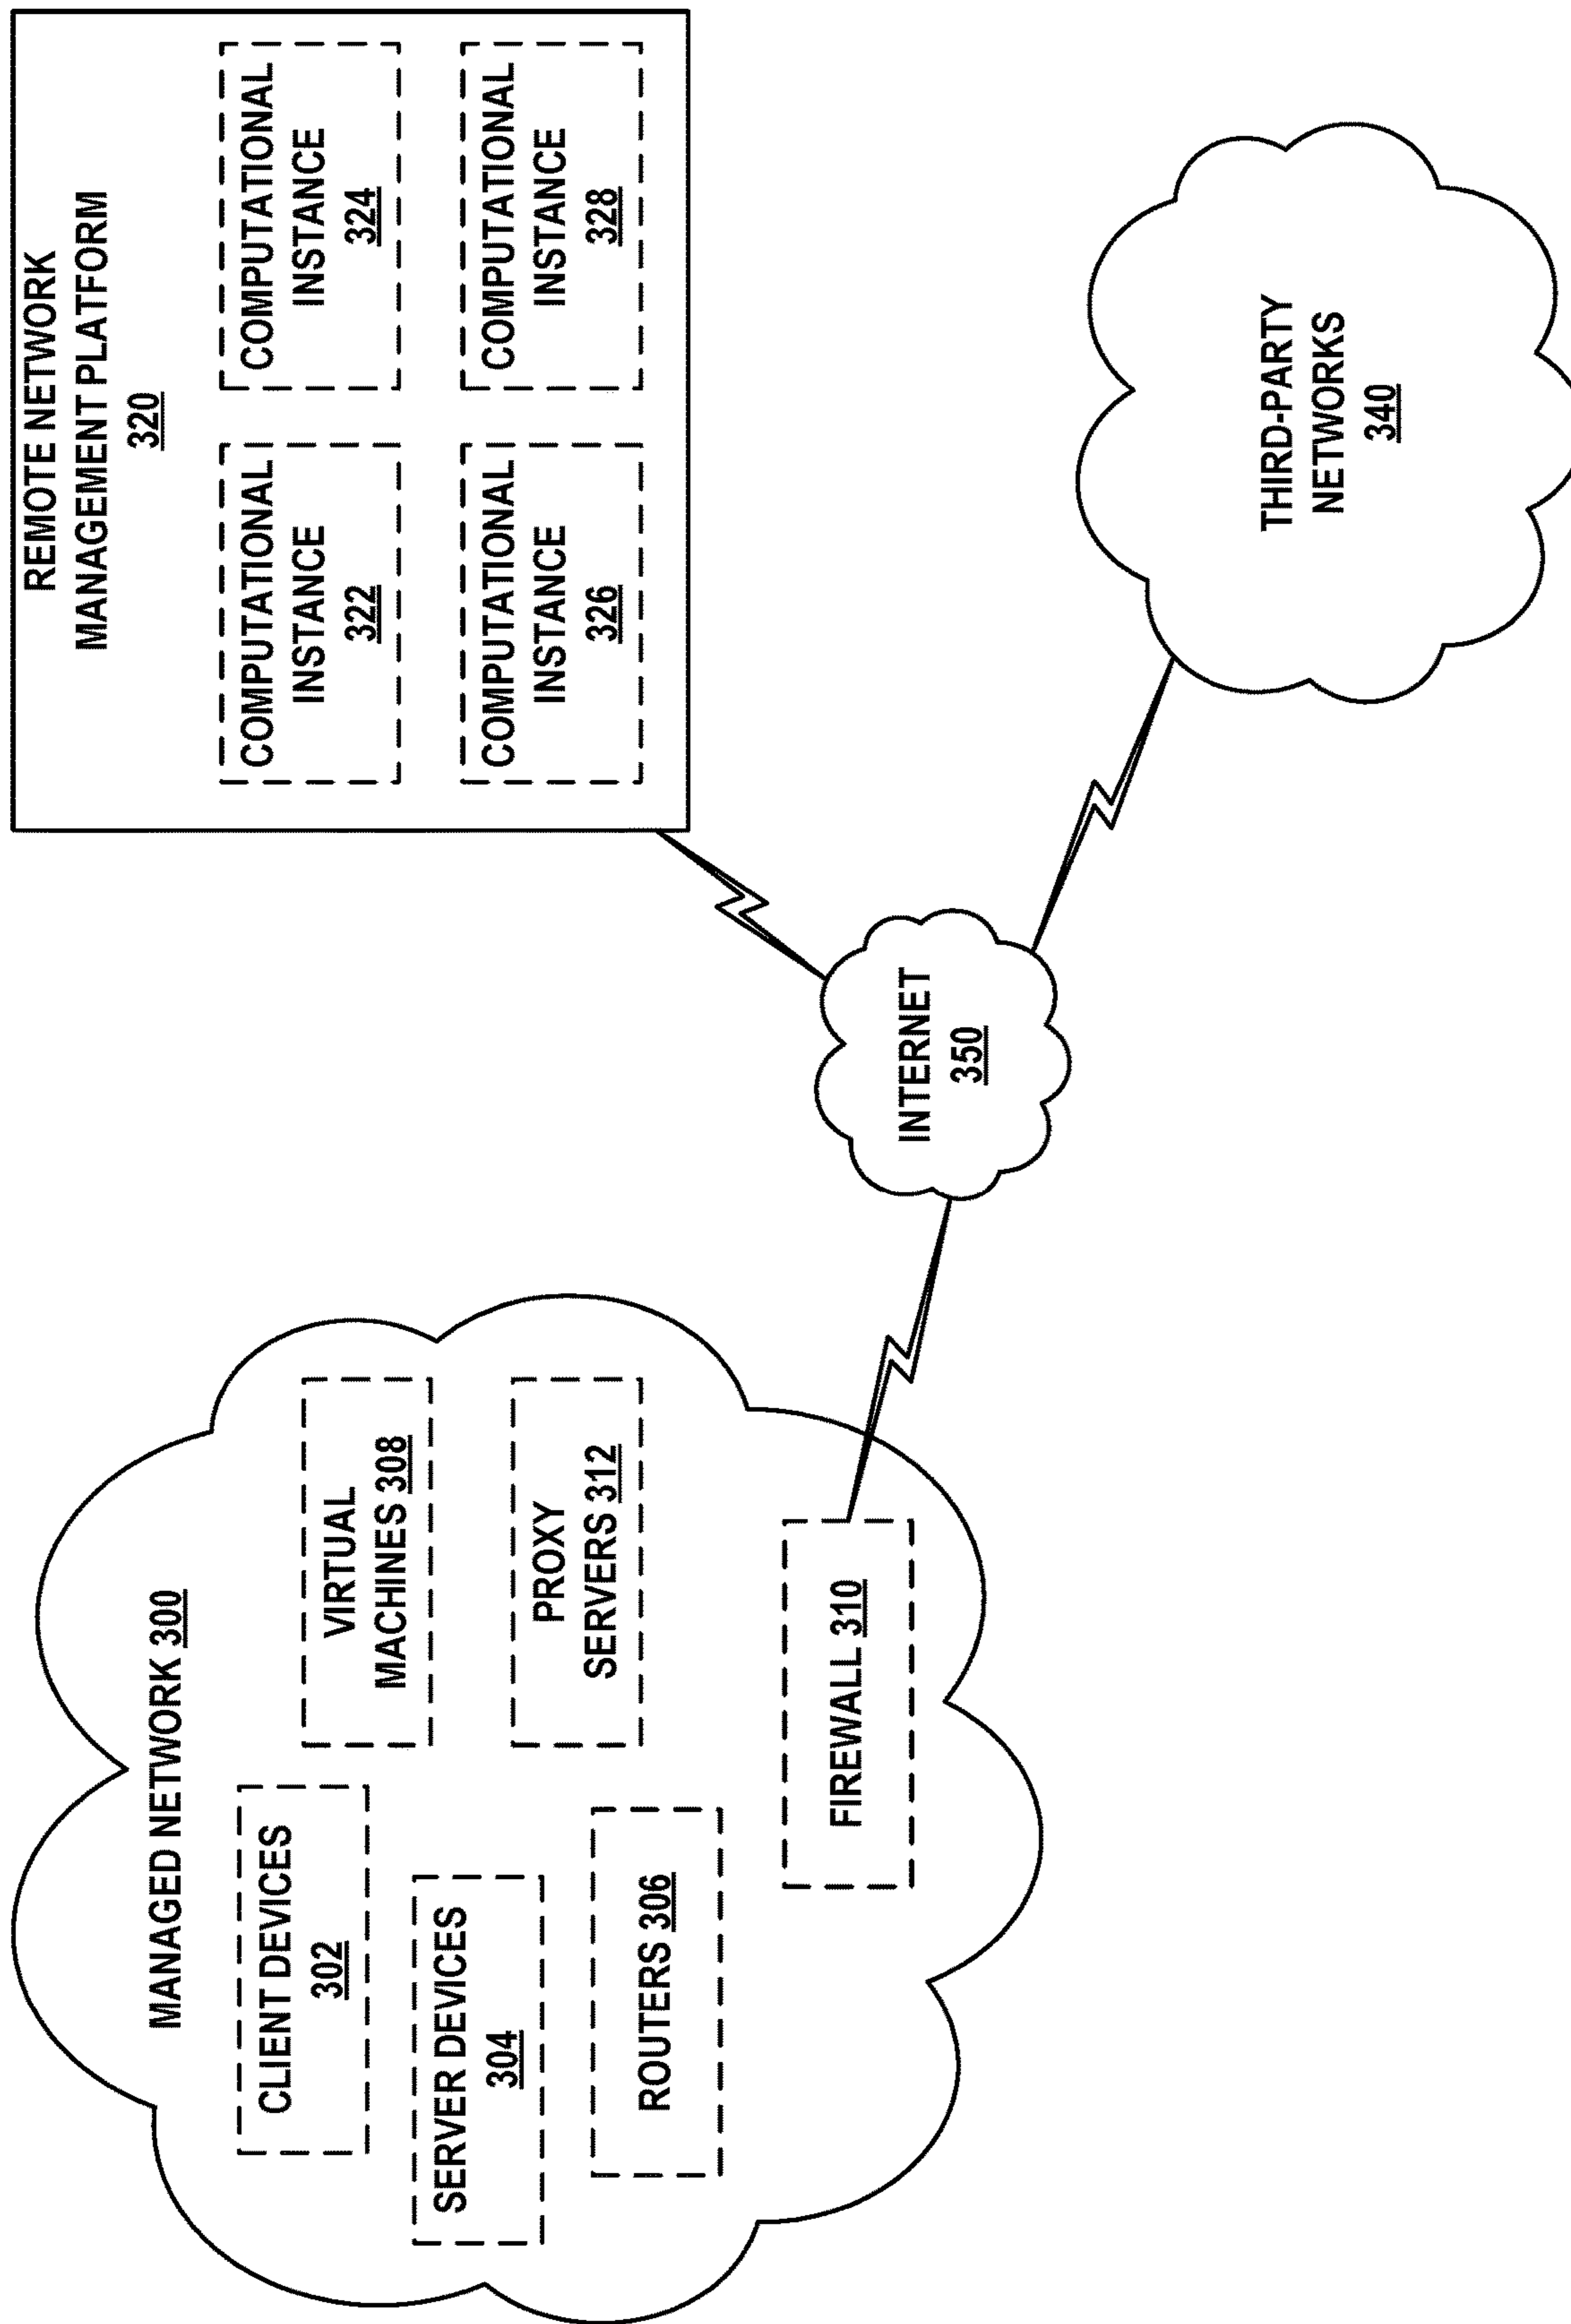 MANAGED NETWORK 300
CLIENT DEVICES
302
SERVER DEVICES
304
ROUTERS 306
VIRTUAL
MACHINES 308
PROXY
SERVERS 312
FIREWALL 310
INTERNET
350
REMOTE NETWORK
MANAGEMENT PLATFORM
320
COMPUTATIONAL
INSTANCE
322
COMPUTATIONAL
INSTANCE
324
COMPUTATIONAL
INSTANCE
326
COMPUTATIONAL
INSTANCE
328
THIRD-PARTY
NETWORKS
340